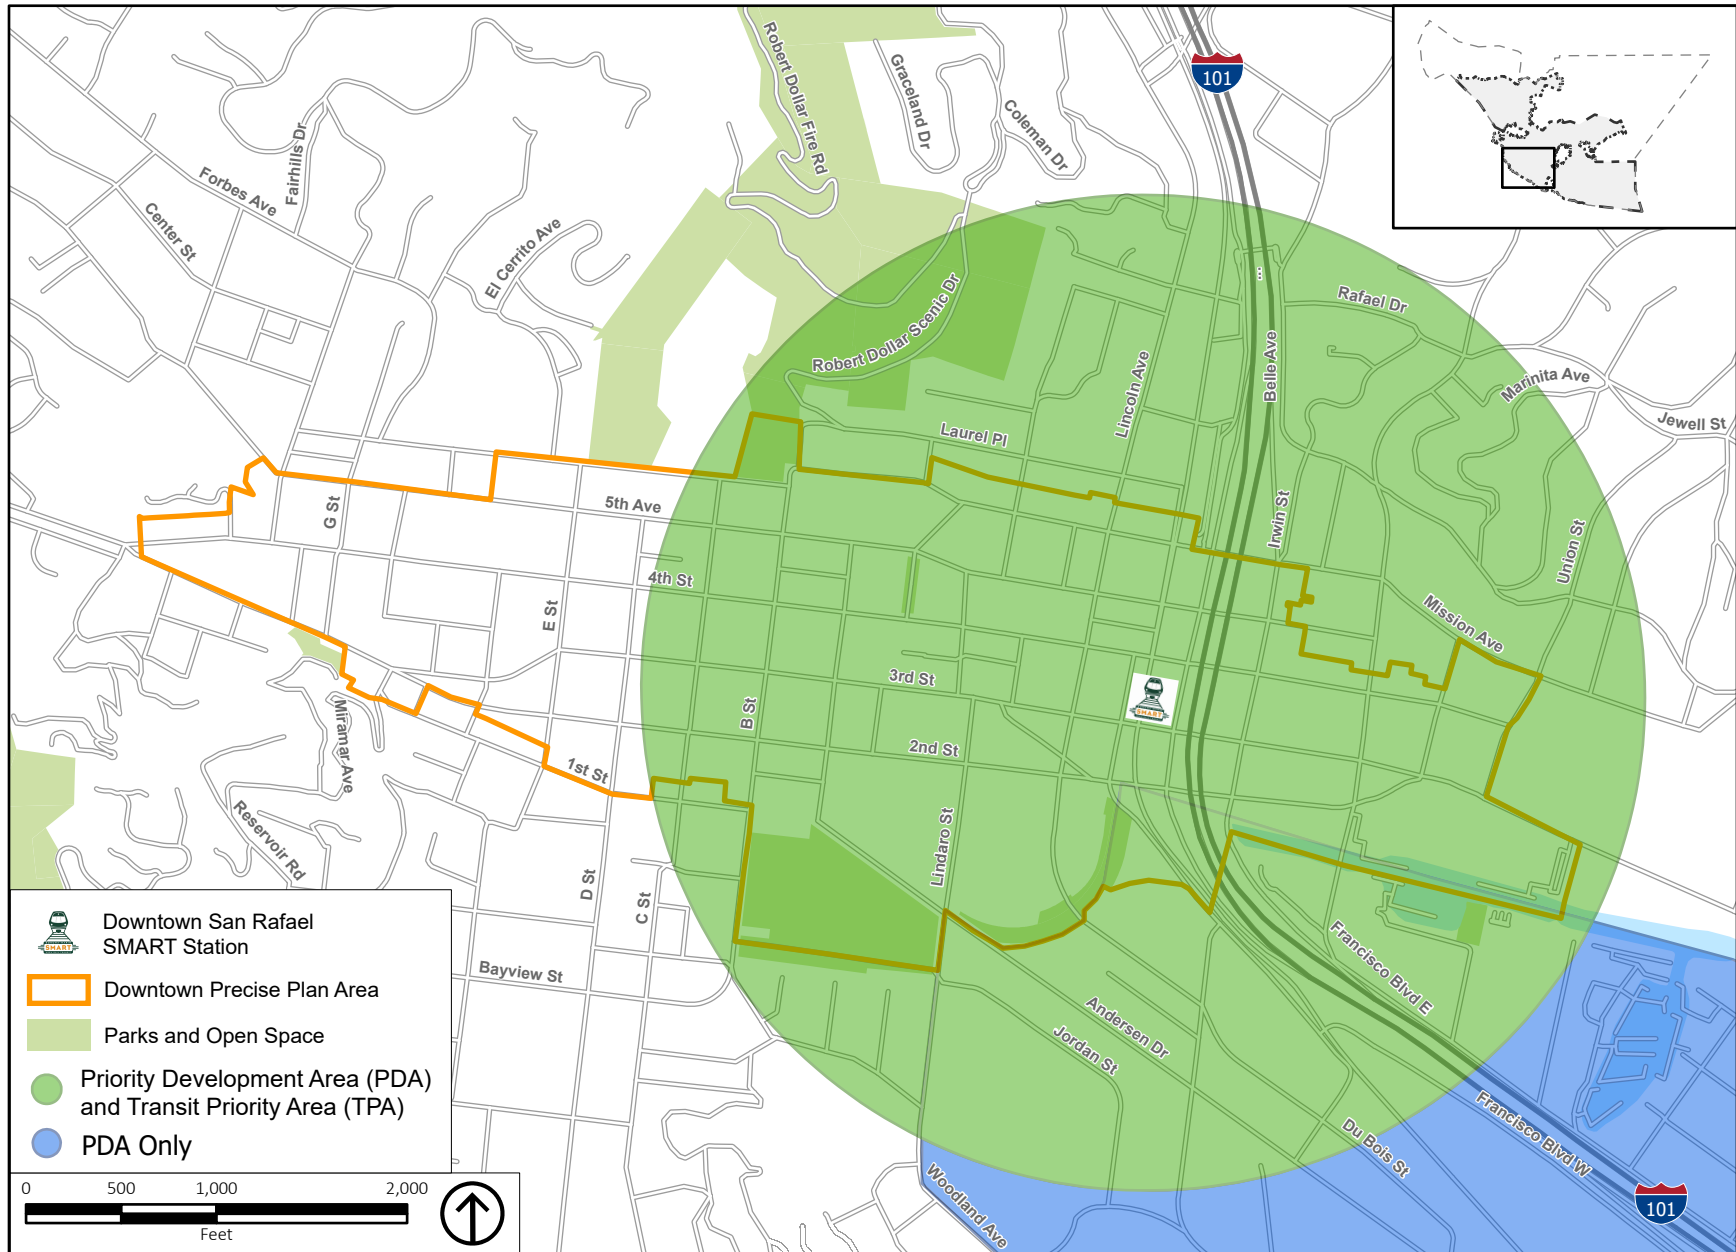 101
Robert Dollar Fire Rd
Graceland Dr
Coleman Dr
Fairhills Dr
Forbes Ave
Center St
El Cerrito Ave
Robert Dollar Scenic Dr
Rafael Dr
...
Belle Ave
Lincoln Ave
Marinita Ave
Jewell St
Laurel Pl
G St
5th Ave
Irwin St
Union St
4th St
E St
Mission Ave
3rd St
B St
SMART
Miramar Ave
2nd St
1st St
Reservoir Rd
Lindaro St
D St
C St
Bayview St
Francisco Blvd E
Andersen Dr
Jordan St
Francisco Blvd W
Du Bois St
Woodland Ave
101
SMART
Downtown San Rafael
SMART Station
Downtown Precise Plan Area
Parks and Open Space
Priority Development Area (PDA)
and Transit Priority Area (TPA)
PDA Only
0 500 1,000 2,000
Feet